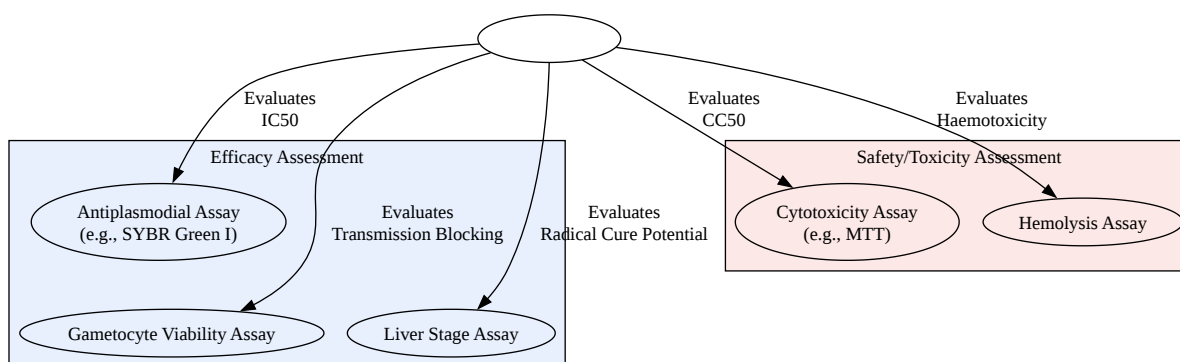 Evaluates
IC50
Evaluates
CC50
Evaluates
Haemotoxicity
Efficacy Assessment
Safety/Toxicity Assessment
Antiplasmodial Assay
(e.g., SYBR Green I)
Evaluates
Transmission Blocking
Evaluates
Radical Cure Potential
Cytotoxicity Assay
(e.g., MTT)
Hemolysis Assay
Gametocyte Viability Assay
Liver Stage Assay